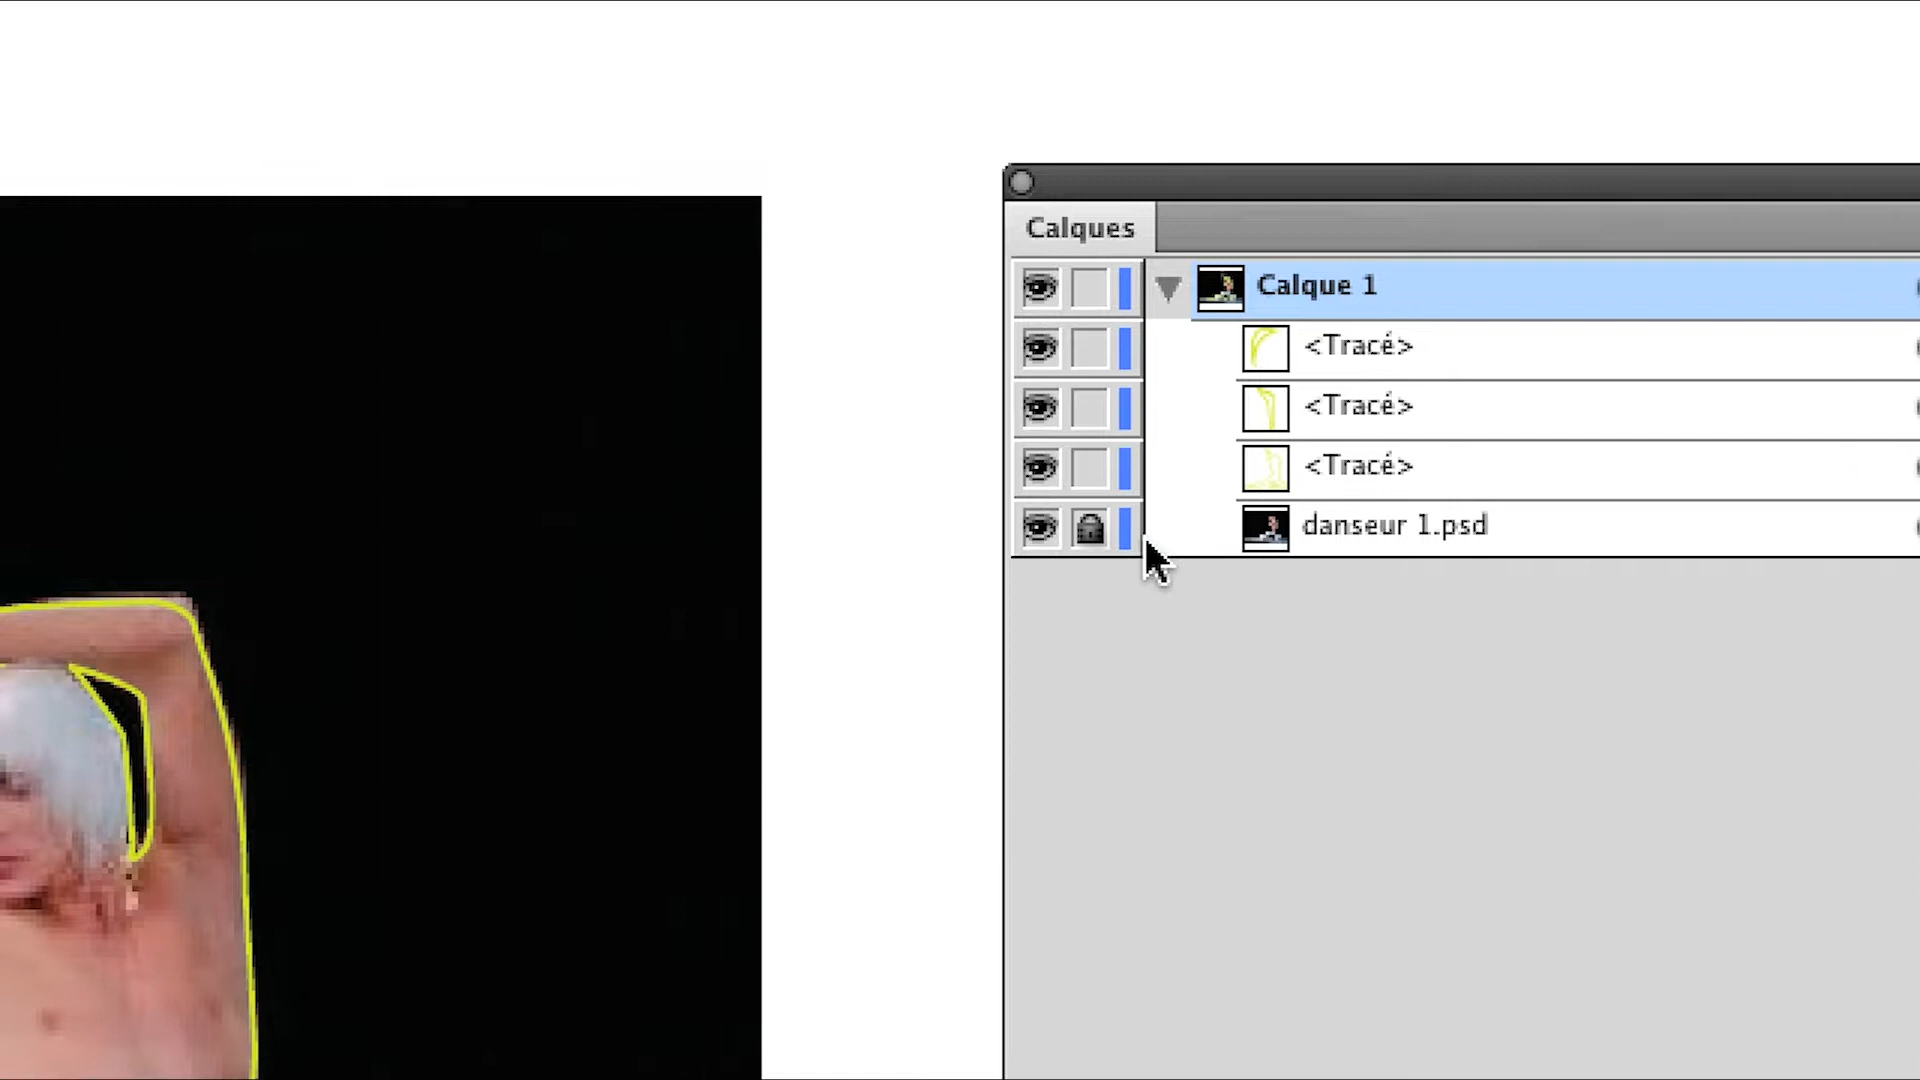 Calques
Calque 1
<Tracé>
<Tracé>
<Tracé>
danseur 1.psd